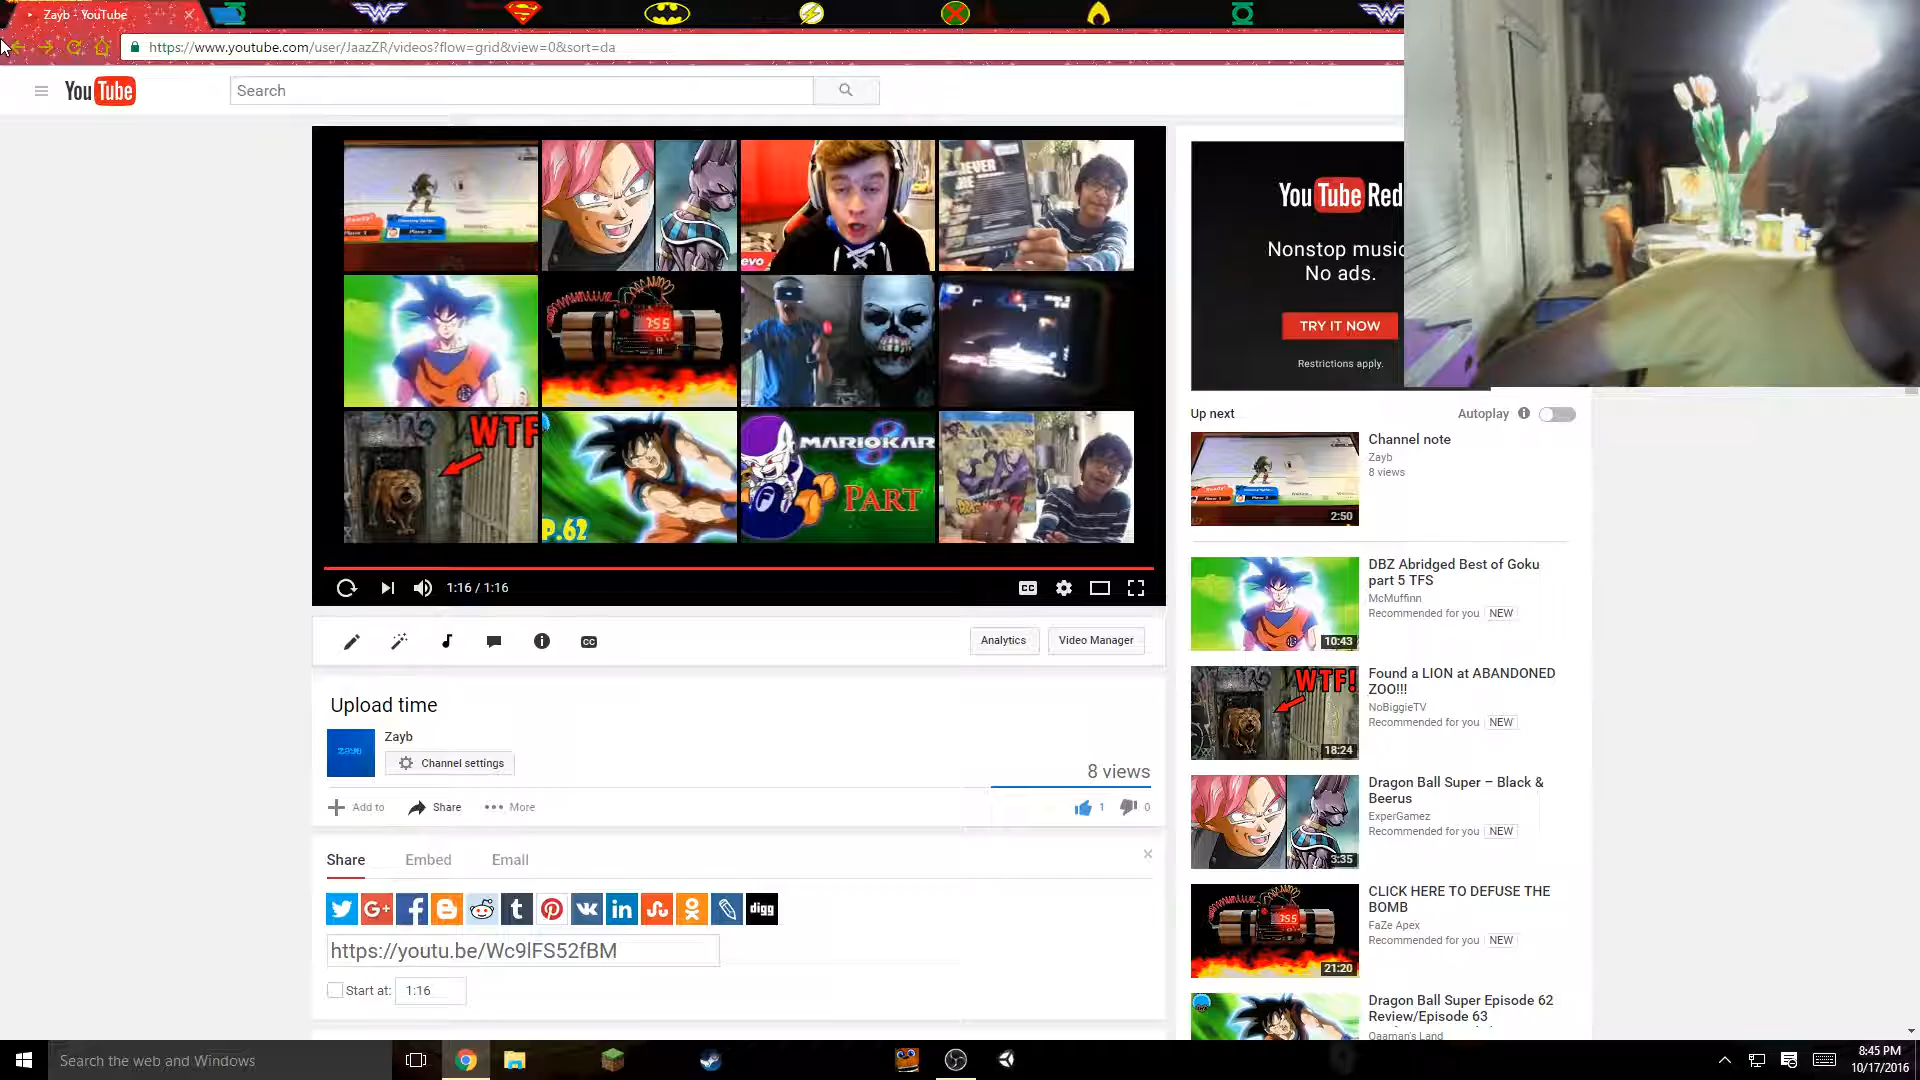 Zayb - YouTube
https://www.youtube.com/user/JaazZR/videos?flow=grid&view=0&sort=da
YouTube
Search
evo
WTF
P.62
MARIOKAR
8
PART
1:16 / 1:16
CC
Analytics
Video Manager
Upload time
Zayb
Channel settings
8 views
Add to
Share
More
1
0
Share
Embed
Email
digg
https://youtu.be/Wc9lFS52fBM
Start at:
1:16
YouTube Red
Nonstop music
No ads.
TRY IT NOW
Restrictions apply.
Up next
Autoplay
Channel note
Zayb
8 views
2:50
DBZ Abridged Best of Goku
part 5 TFS
McMuffinn
Recommended for you NEW
10:43
Found a LION at ABANDONED
ZOO!!!
NoBiggieTV
Recommended for you NEW
WTF!
18:24
Dragon Ball Super – Black &
Beerus
ExperGamez
Recommended for you NEW
3:35
CLICK HERE TO DEFUSE THE
BOMB
FaZe Apex
Recommended for you NEW
21:20
Dragon Ball Super Episode 62
Review/Episode 63
Qaaman's Land
Search the web and Windows
8:45 PM
10/17/2016